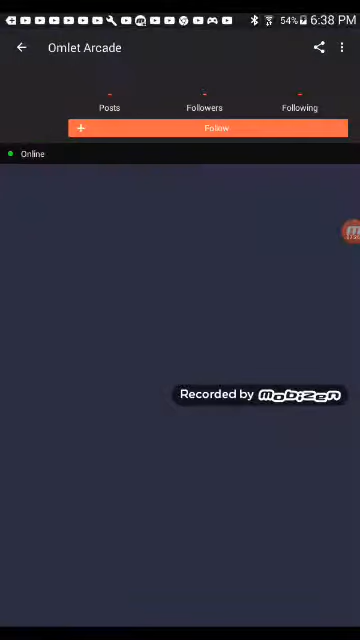 54% 6:38 PM
Omlet Arcade
- - -
Posts Followers Following
+ Follow
Online
Recorded by mobizen